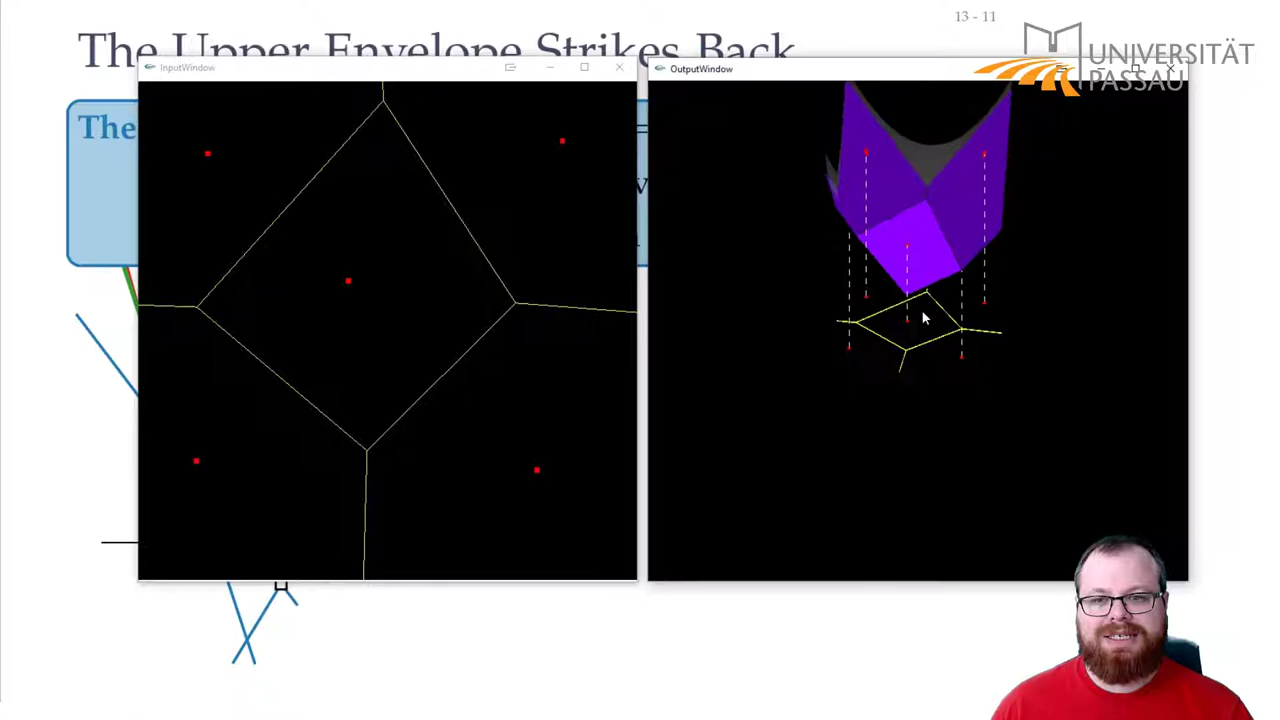 13 - 11
The Upper Envelope Strikes Back
UNIVERSITÄT
PASSAU
InputWindow
OutputWindow
The
=